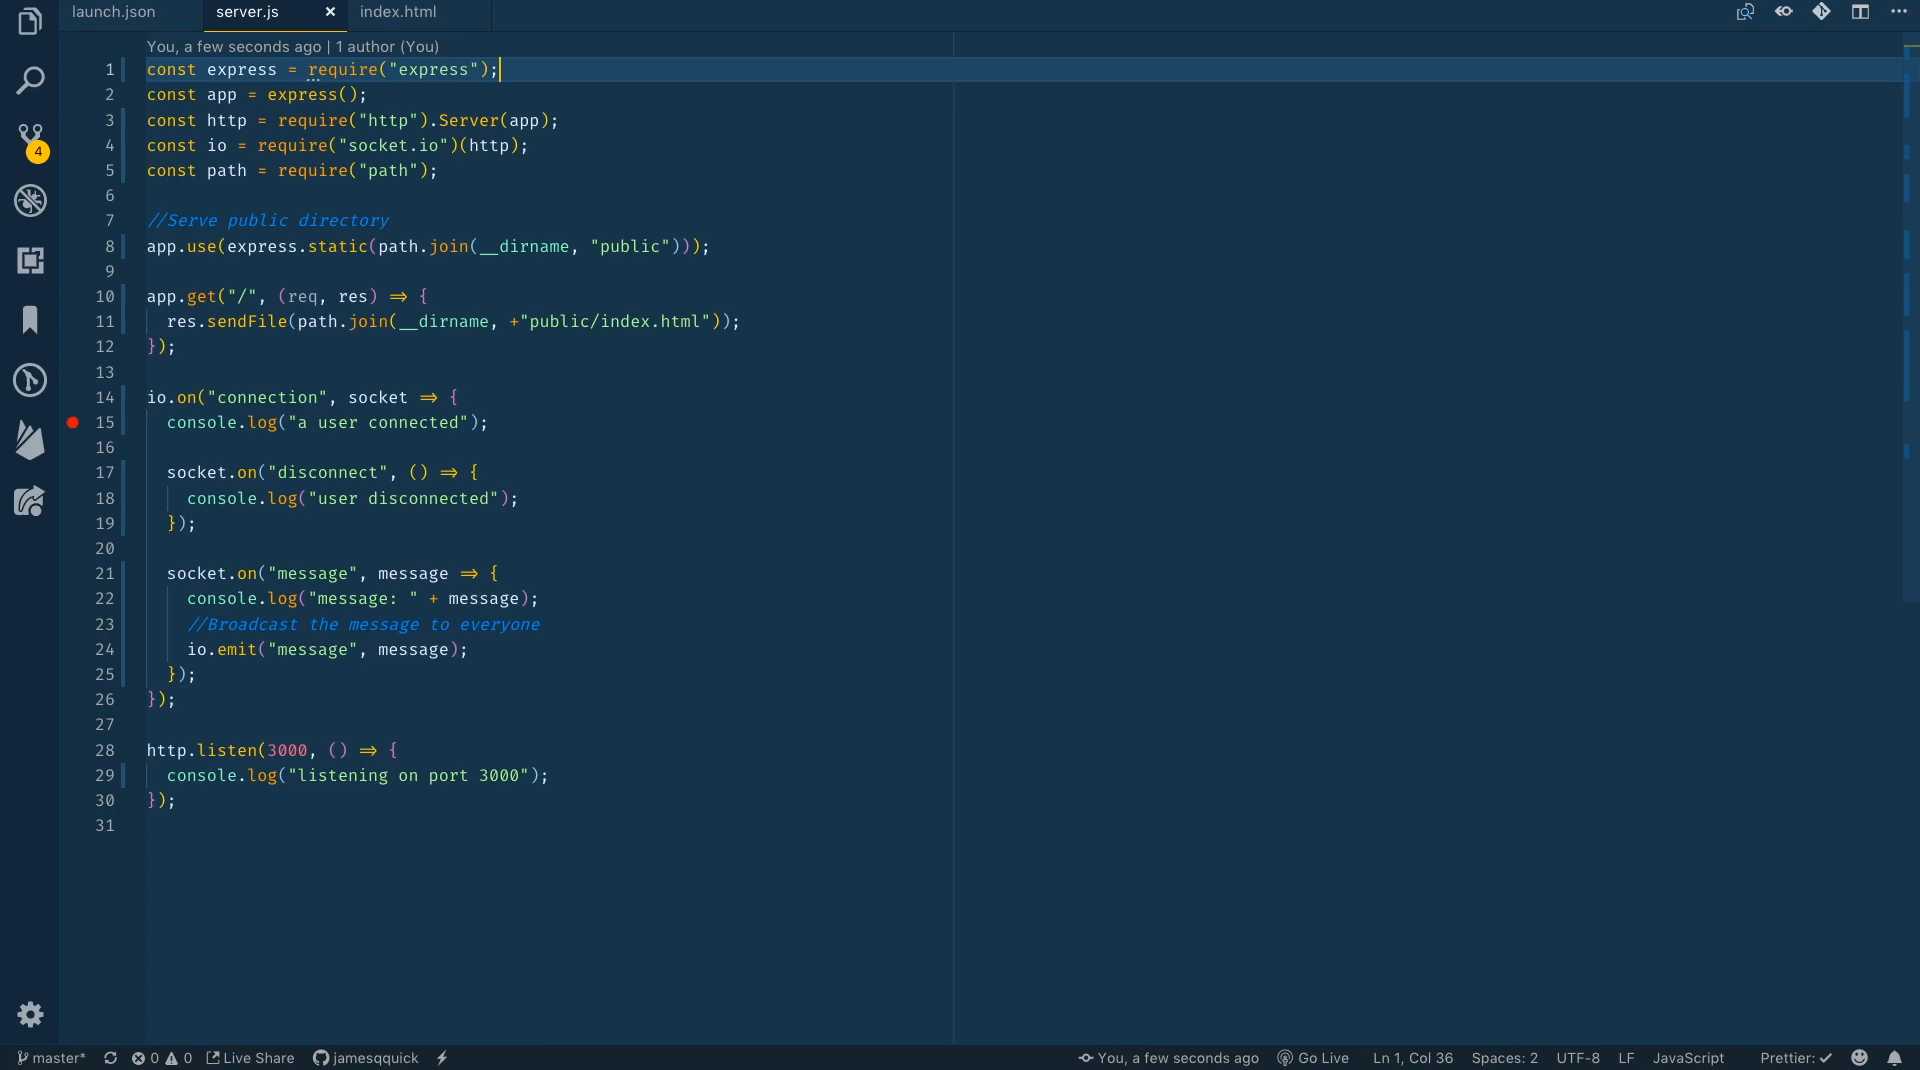 launch.json server.js × index.html
You, a few seconds ago | 1 author (You)
1 const express = require("express");
2 const app = express();
3 const http = require("http").Server(app);
4 const io = require("socket.io")(http);
5 const path = require("path");
6
7 //Serve public directory
8 app.use(express.static(path.join(__dirname, "public")));
9
10 app.get("/", (req, res) => {
11   res.sendFile(path.join(__dirname, +"public/index.html"));
12 });
13
14 io.on("connection", socket => {
15   console.log("a user connected");
16
17   socket.on("disconnect", () => {
18     console.log("user disconnected");
19   });
20
21   socket.on("message", message => {
22     console.log("message: " + message);
23     //Broadcast the message to everyone
24     io.emit("message", message);
25   });
26 });
27
28 http.listen(3000, () => {
29   console.log("listening on port 3000");
30 });
31
4
master* 0 0 Live Share jamesqquick You, a few seconds ago Go Live Ln 1, Col 36 Spaces: 2 UTF-8 LF JavaScript Prettier: ✓